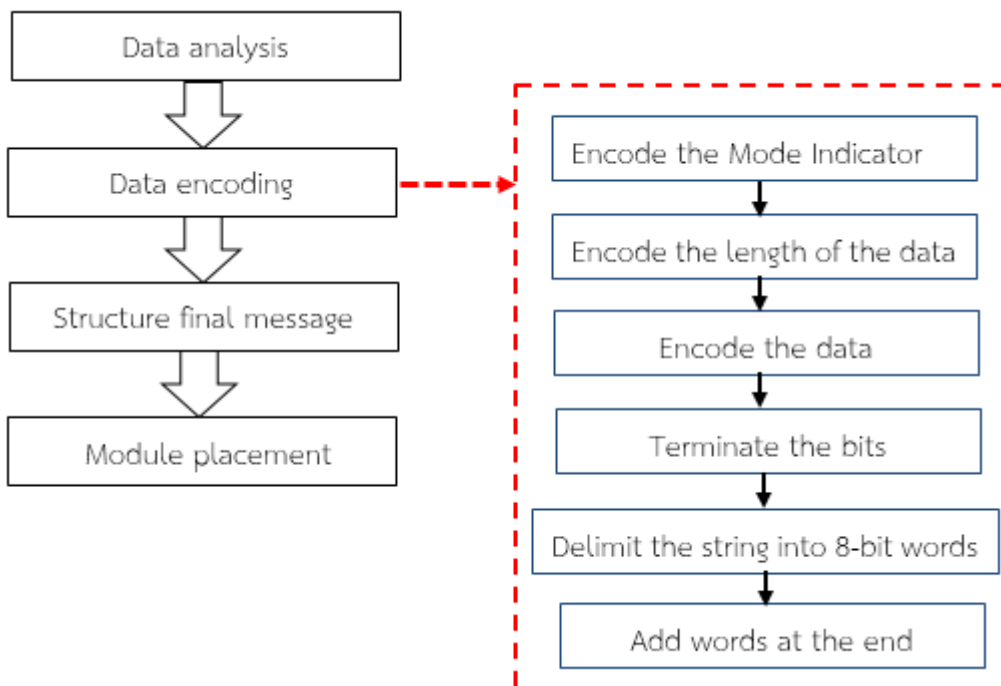 Data analysis
Data encoding
Structure final message
Module placement
Encode the Mode Indicator
Encode the length of the data
Encode the data
Terminate the bits
Delimit the string into 8-bit words
Add words at the end